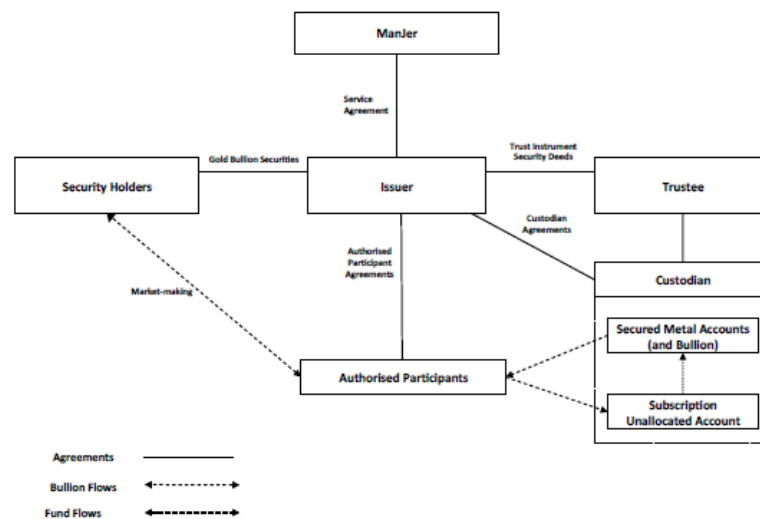 ManJer
Service
Agreement
Gold Bullion Securities
Trust Instrument
Security Deeds
Security Holders
Issuer
Trustee
Custodian
Agreements
Authorised
Participant
Agreements
Custodian
Market-making
Secured Metal Accounts
(and Bullion)
Authorised Participants
Subscription
Unallocated Account
Agreements
Bullion Flows
Fund Flows